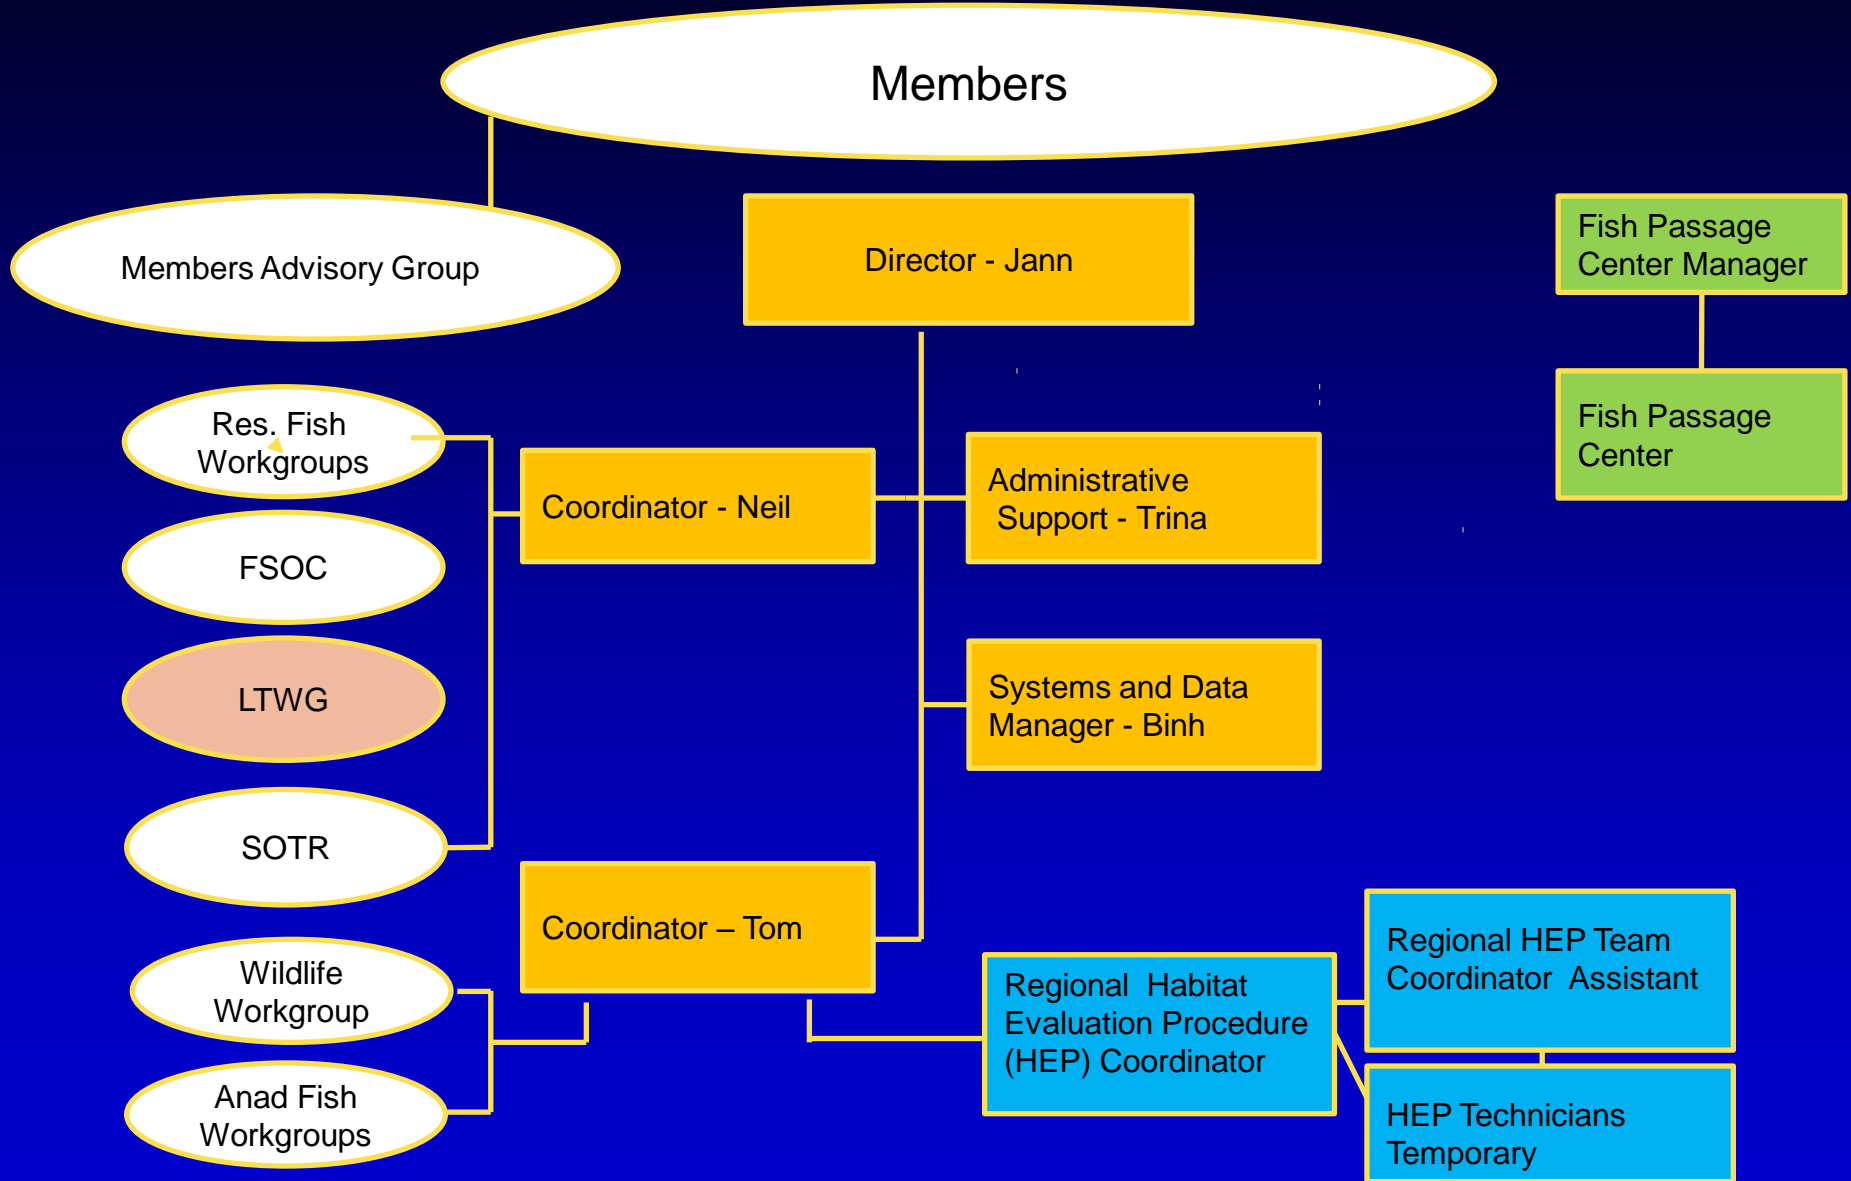 Members
Members Advisory Group
Director - Jann
Fish Passage
Center Manager
Fish Passage
Center
Res. Fish
Workgroups
FSOC
LTWG
SOTR
Coordinator - Neil
Administrative
Support - Trina
Systems and Data
Manager - Binh
Coordinator – Tom
Wildlife
Workgroup
Anad Fish
Workgroups
Regional Habitat
Evaluation Procedure
(HEP) Coordinator
Regional HEP Team
Coordinator Assistant
HEP Technicians
Temporary